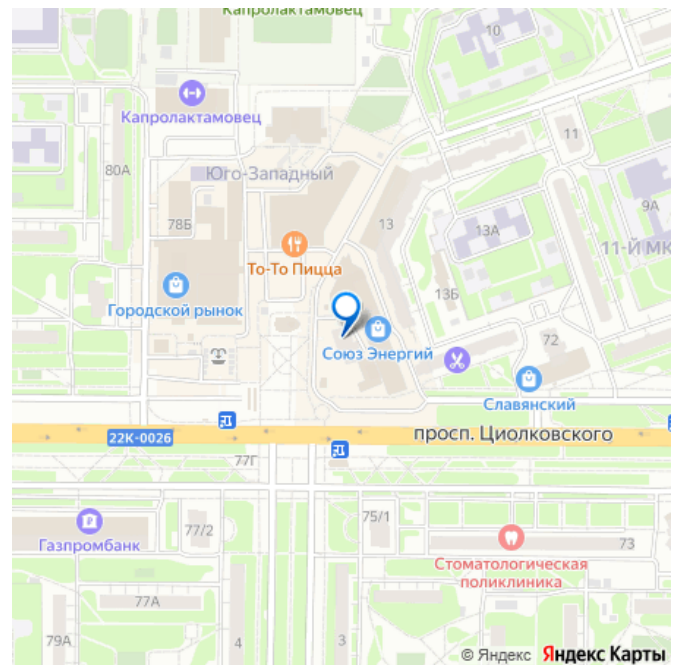 Капролактамовец
10
Капролактамовец
11
80А
Юго-Западный
9А
78Б
13
13А
11-й МК
То-То Пицца
Городской рынок
13Б
Союз Энергий
72
Славянский
22К-0026
просп. Циолковского
77Г
75/1
77/2
Газпромбанк
73
Стоматологическая
поликлиника
77А
79А
4
3
© Яндекс Яндекс Карты